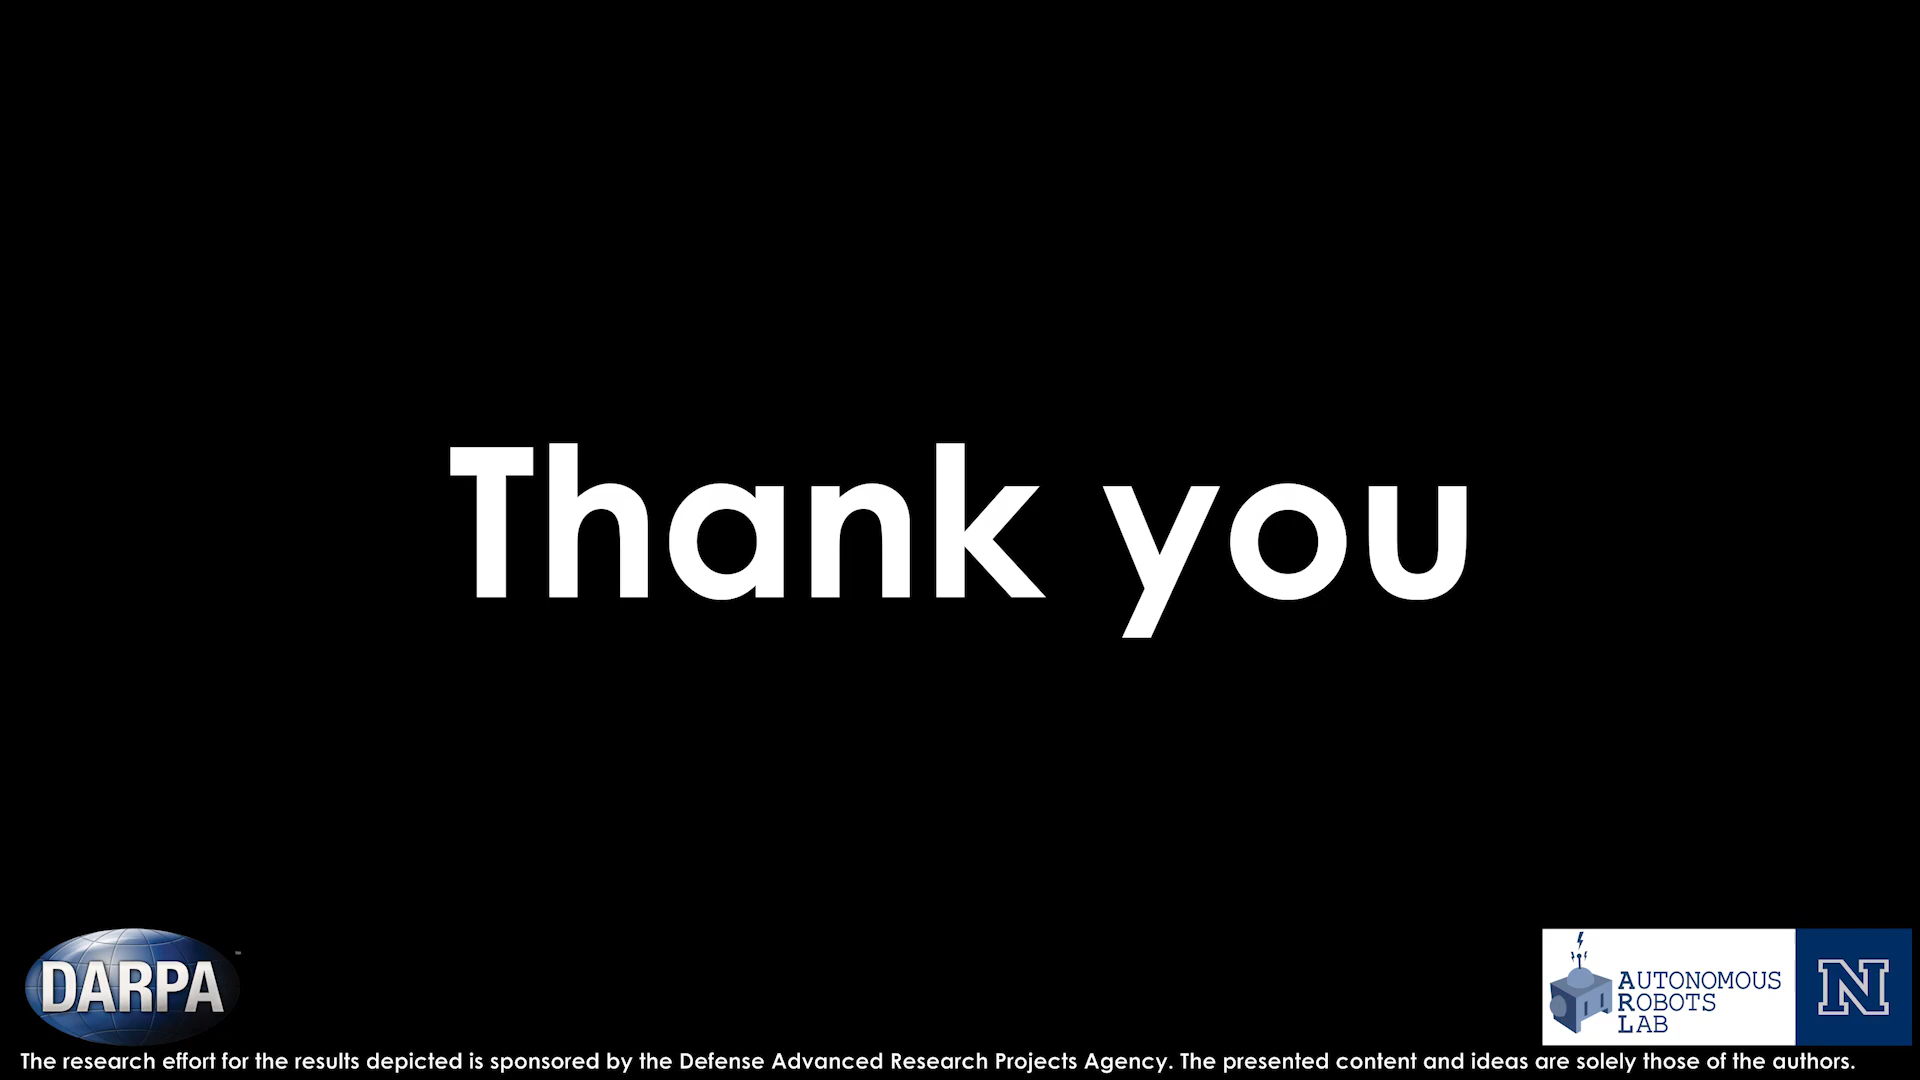 Thank you
DARPA
AUTONOMOUS
ROBOTS
LAB
N
The research effort for the results depicted is sponsored by the Defense Advanced Research Projects Agency. The presented content and ideas are solely those of the authors.